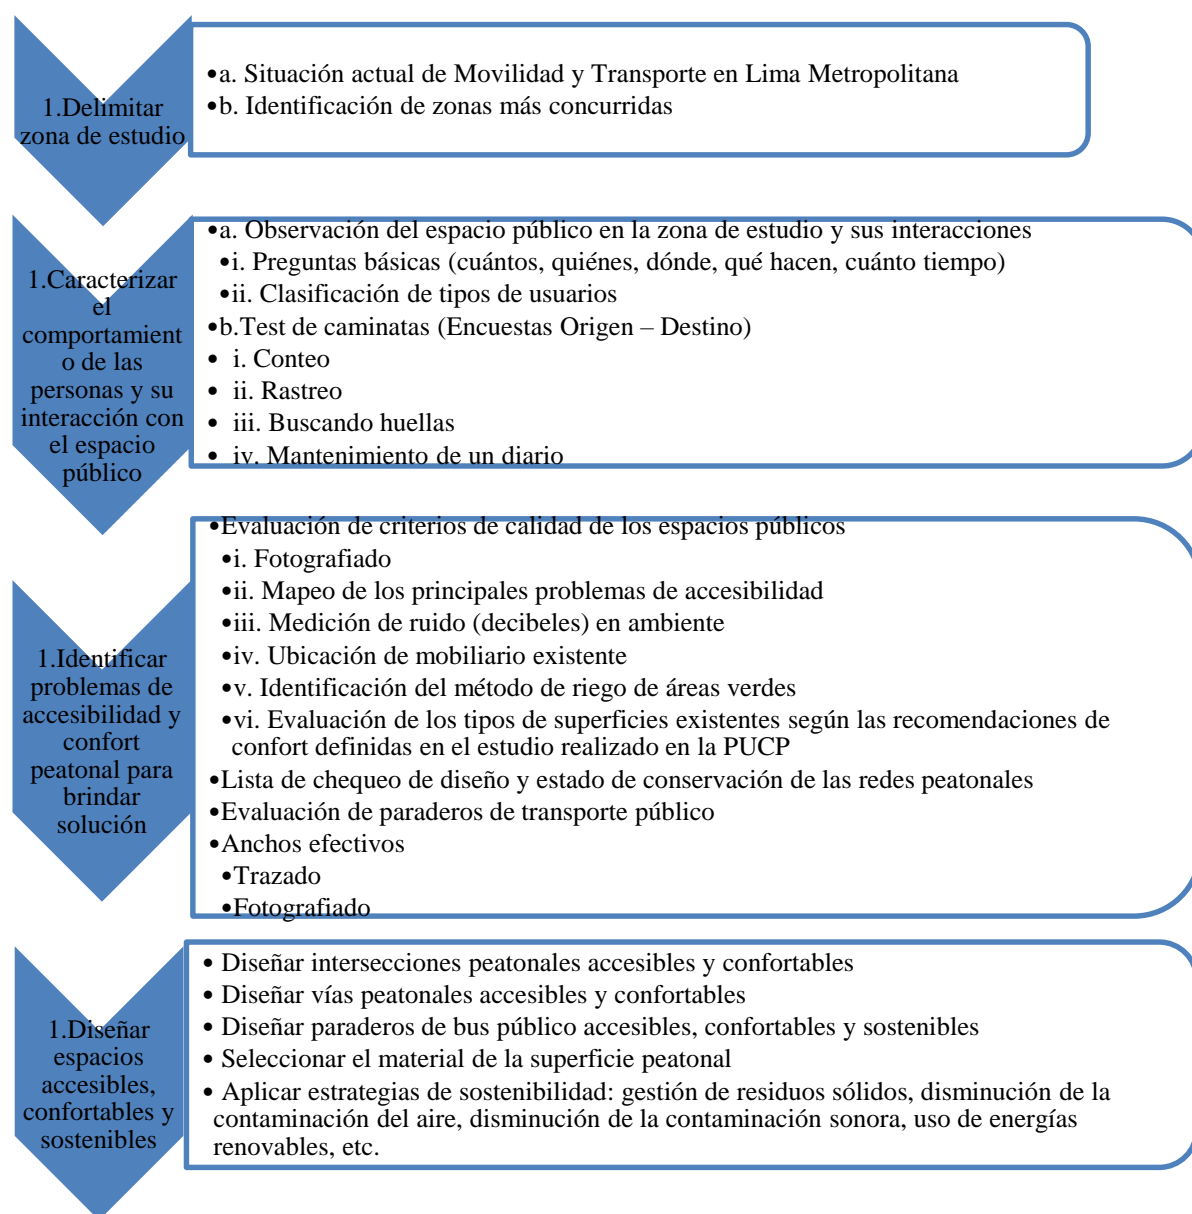 1.Delimitar
zona de estudio
•a. Situación actual de Movilidad y Transporte en Lima Metropolitana
•b. Identificación de zonas más concurridas
1.Caracterizar
el
comportamient
o de las
personas y su
interacción con
el espacio
público
•a. Observación del espacio público en la zona de estudio y sus interacciones
•i. Preguntas básicas (cuántos, quiénes, dónde, qué hacen, cuánto tiempo)
•ii. Clasificación de tipos de usuarios
•b.Test de caminatas (Encuestas Origen – Destino)
• i. Conteo
• ii. Rastreo
• iii. Buscando huellas
• iv. Mantenimiento de un diario
1.Identificar
problemas de
accesibilidad y
confort
peatonal para
brindar
solución
•Evaluación de criterios de calidad de los espacios públicos
•i. Fotografiado
•ii. Mapeo de los principales problemas de accesibilidad
•iii. Medición de ruido (decibeles) en ambiente
•iv. Ubicación de mobiliario existente
•v. Identificación del método de riego de áreas verdes
•vi. Evaluación de los tipos de superficies existentes según las recomendaciones de
confort definidas en el estudio realizado en la PUCP
•Lista de chequeo de diseño y estado de conservación de las redes peatonales
•Evaluación de paraderos de transporte público
•Anchos efectivos
•Trazado
•Fotografiado
1.Diseñar
espacios
accesibles,
confortables y
sostenibles
• Diseñar intersecciones peatonales accesibles y confortables
• Diseñar vías peatonales accesibles y confortables
• Diseñar paraderos de bus público accesibles, confortables y sostenibles
• Seleccionar el material de la superficie peatonal
• Aplicar estrategias de sostenibilidad: gestión de residuos sólidos, disminución de la
contaminación del aire, disminución de la contaminación sonora, uso de energías
renovables, etc.